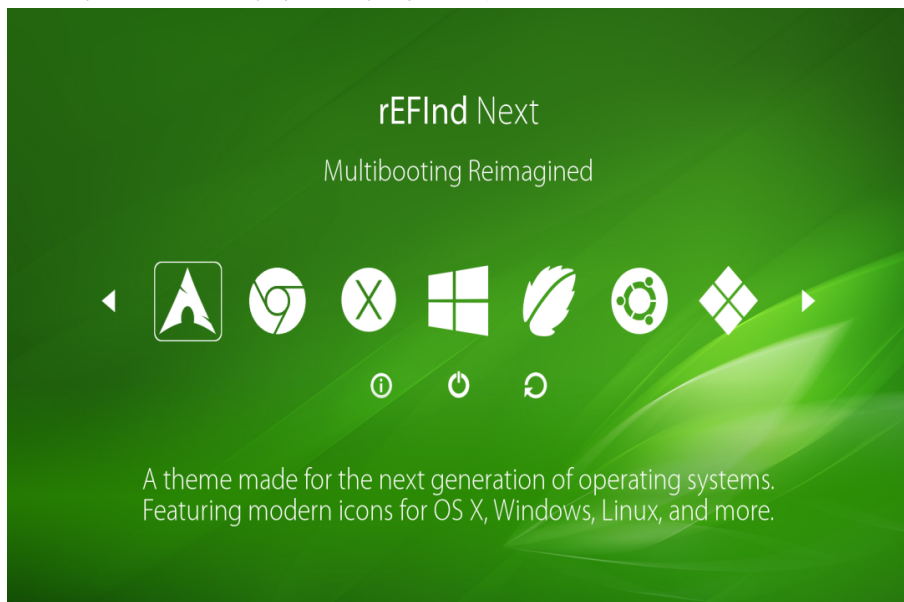 rEFInd Next
Multibooting Reimagined
X
A theme made for the next generation of operating systems.
Featuring modern icons for OS X, Windows, Linux, and more.